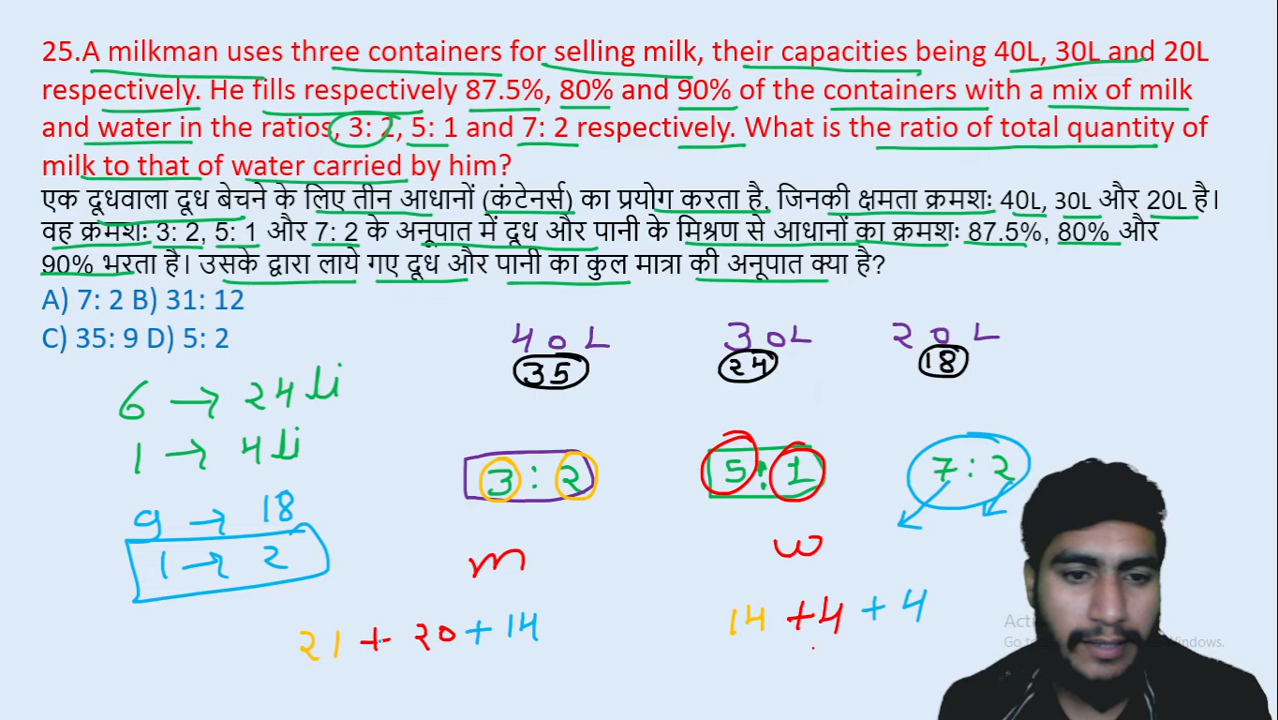 25.A milkman uses three containers for selling milk, their capacities being 40L, 30L and 20L
respectively. He fills respectively 87.5%, 80% and 90% of the containers with a mix of milk
and water in the ratios, 3: 2, 5: 1 and 7: 2 respectively. What is the ratio of total quantity of
milk to that of water carried by him?
एक दूधवाला दूध बेचने के लिए तीन आधानों (कंटेनर्स) का प्रयोग करता है, जिनकी क्षमता क्रमशः 40L, 30L और 20L है।
वह क्रमशः 3: 2, 5: 1 और 7: 2 के अनूपात में दूध और पानी के मिश्रण से आधानों का क्रमशः 87.5%, 80% और
90% भरता है। उसके द्वारा लाये गए दूध और पानी का कुल मात्रा की अनूपात क्या है?
A) 7: 2 B) 31: 12
C) 35: 9 D) 5: 2
40L 30L 20L
35 24 18
6 → 24 li
1 → 4 li
3 : 2 5 : 1 7 : 2
9 → 18
1 → 2
m w
21 + 20 + 14 14 + 4 + 4